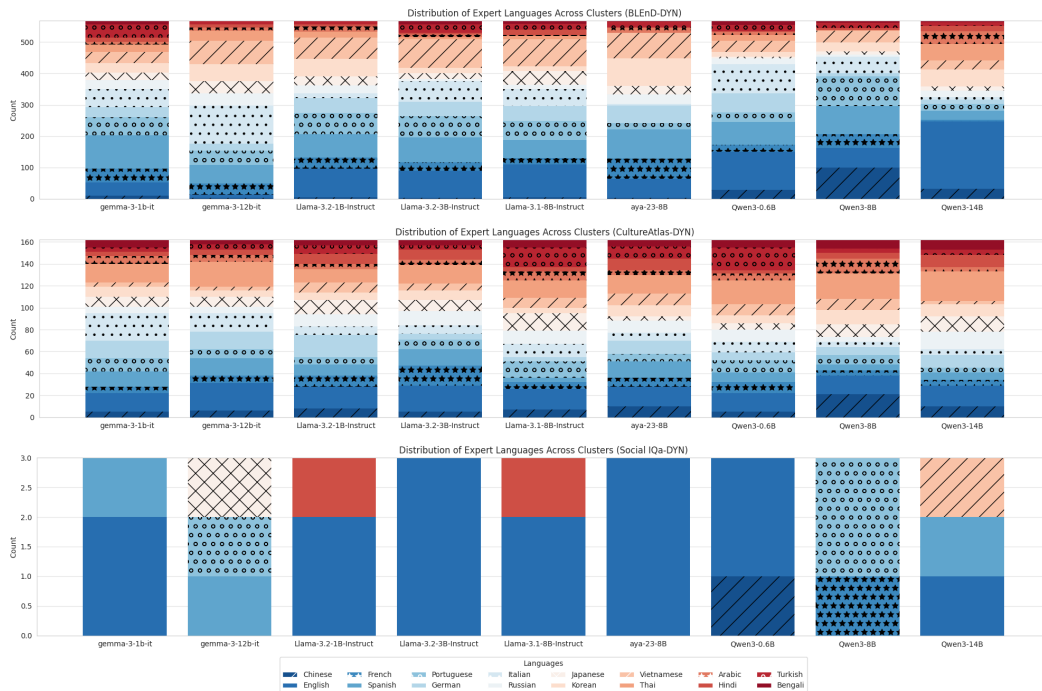 Distribution of Expert Languages Across Clusters (BLEnD-DYN)
500
400
300
200
100
0
Count
gemma-3-1b-it gemma-3-12b-it Llama-3.2-1B-Instruct Llama-3.2-3B-Instruct Llama-3.1-8B-Instruct aya-23-8B Qwen3-0.6B Qwen3-8B Qwen3-14B
Distribution of Expert Languages Across Clusters (CultureAtlas-DYN)
160
140
120
100
80
60
40
20
0
Count
gemma-3-1b-it gemma-3-12b-it Llama-3.2-1B-Instruct Llama-3.2-3B-Instruct Llama-3.1-8B-Instruct aya-23-8B Qwen3-0.6B Qwen3-8B Qwen3-14B
Distribution of Expert Languages Across Clusters (Social IQa-DYN)
3.0
2.5
2.0
1.5
1.0
0.5
0.0
Count
gemma-3-1b-it gemma-3-12b-it Llama-3.2-1B-Instruct Llama-3.2-3B-Instruct Llama-3.1-8B-Instruct aya-23-8B Qwen3-0.6B Qwen3-8B Qwen3-14B
Languages
Chinese French Portuguese Italian Japanese Vietnamese Arabic Turkish
English Spanish German Russian Korean Thai Hindi Bengali